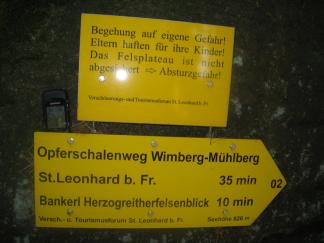 Begehung auf eigene Gefahr!
Eltern haften für ihre Kinder!
Das Felsplateau ist nicht
abgesichert => Absturzgefahr!
Verschönerungs- und Tourismusforum St. Leonhard b. Fr.
Opferschalenweg Wimberg-Mühlberg
St.Leonhard b. Fr. 35 min
02
Bankerl Herzogreitherfelsenblick 10 min
Versch.- u. Tourismusforum St. Leonhard b. Fr. Seehöhe 826 m